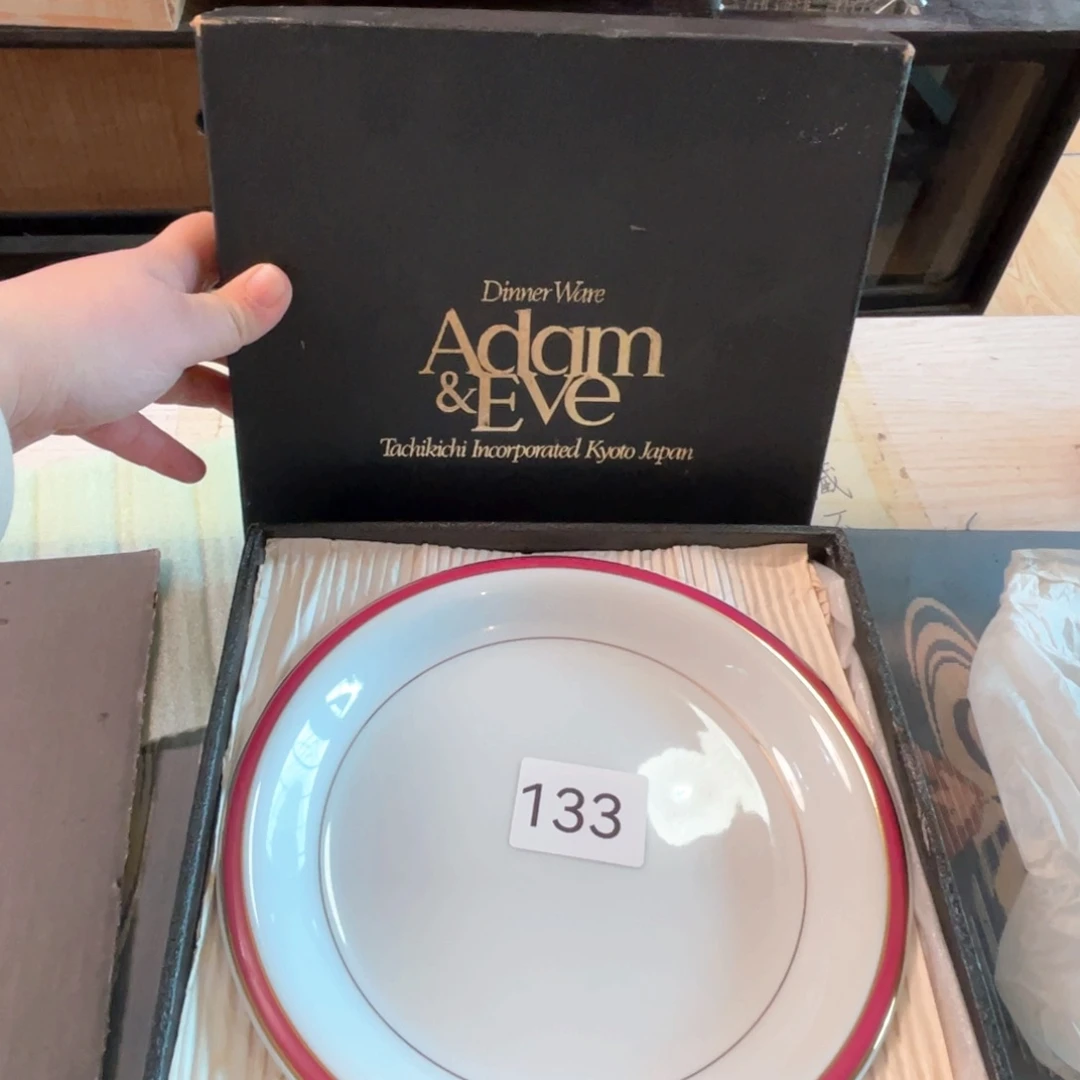 Dinner Ware
Adam
& Eve
Tachikichi Incorporated Kyoto Japan
133